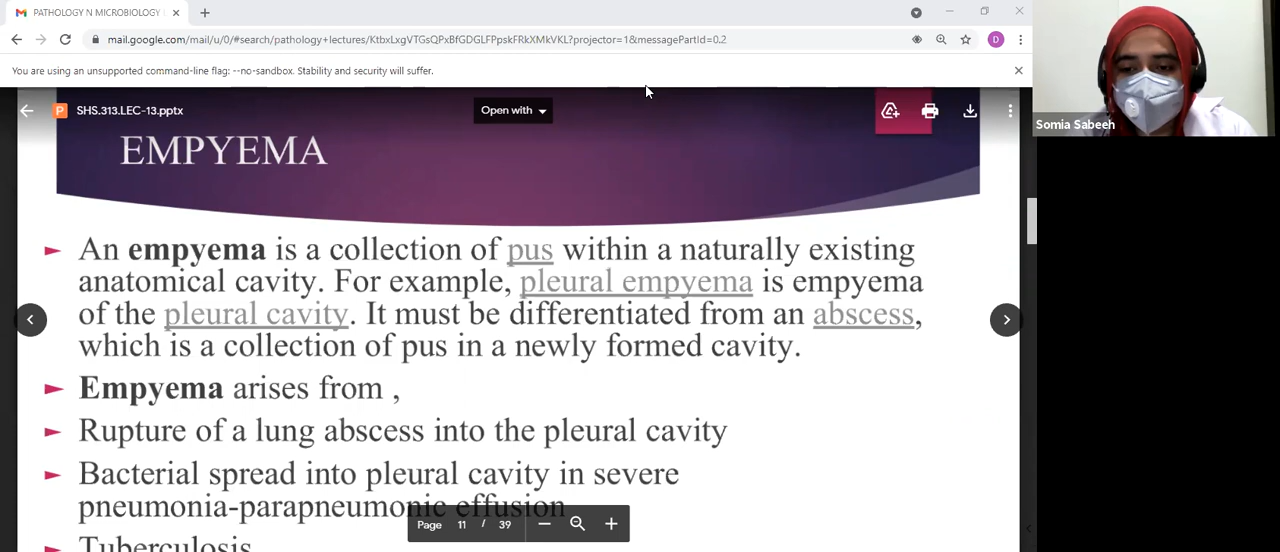 PATHOLOGY N MICROBIOLOGY
mail.google.com/mail/u/0/#search/pathology+lectures/KtbxLxgVTGsQPxBfGDGLFPpskFRkXMkVKL?projector=1&messagePartId=0.2
D
You are using an unsupported command-line flag: --no-sandbox. Stability and security will suffer.
P SHS.313.LEC-13.pptx
Open with
Somia Sabeeh
EMPYEMA
An empyema is a collection of pus within a naturally existing
anatomical cavity. For example, pleural empyema is empyema
of the pleural cavity. It must be differentiated from an abscess,
which is a collection of pus in a newly formed cavity.
Empyema arises from ,
Rupture of a lung abscess into the pleural cavity
Bacterial spread into pleural cavity in severe
pneumonia-parapneumonic effusion
Page 11 / 39
Tuberculosis